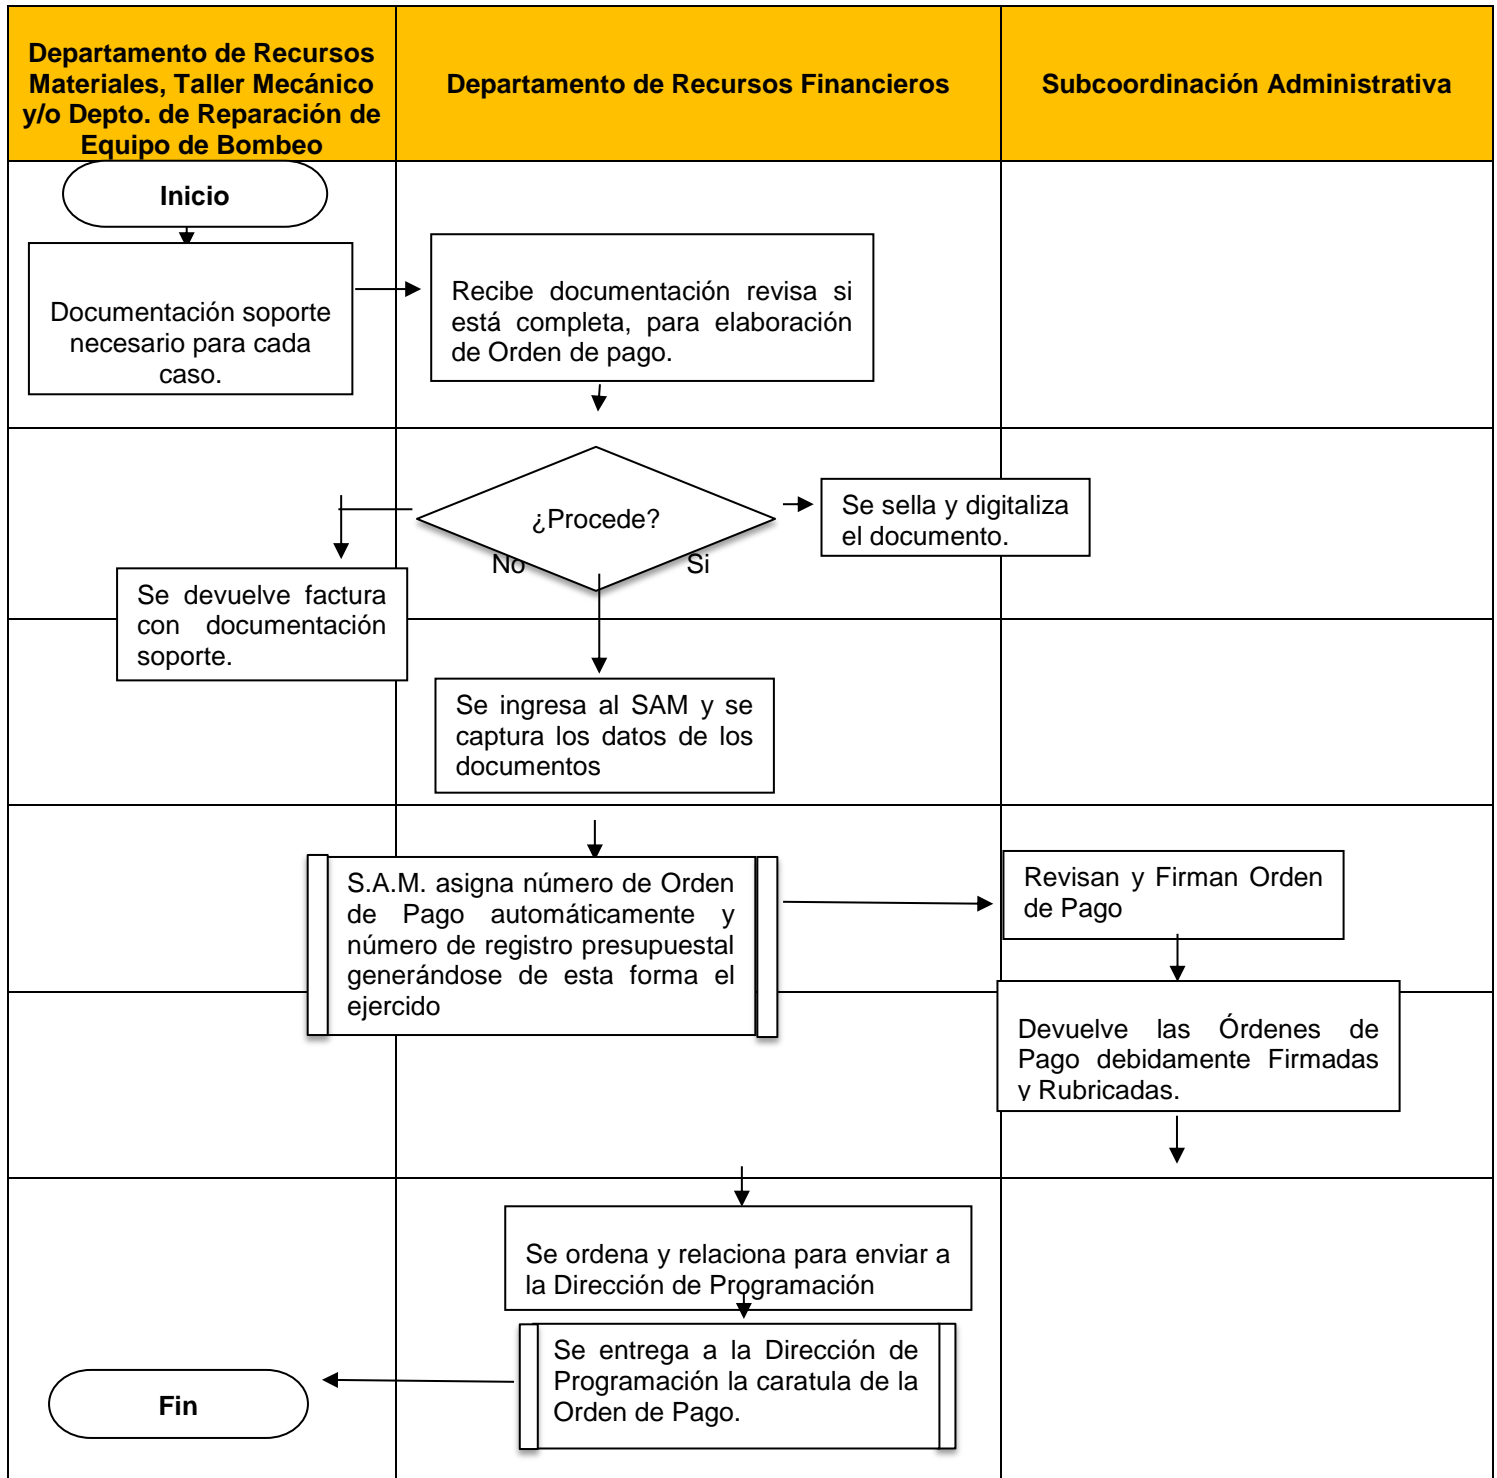 Departamento de Recursos
Materiales, Taller Mecánico
y/o Depto. de Reparación de
Equipo de Bombeo
Departamento de Recursos Financieros
Subcoordinación Administrativa
Inicio
Documentación soporte
necesario para cada
caso.
Recibe documentación revisa si
está completa, para elaboración
de Orden de pago.
¿Procede?
No
Si
Se sella y digitaliza
el documento.
Se devuelve factura
con documentación
soporte.
Se ingresa al SAM y se
captura los datos de los
documentos
S.A.M. asigna número de Orden
de Pago automáticamente y
número de registro presupuestal
generándose de esta forma el
ejercido
Revisan y Firman Orden
de Pago
Devuelve las Órdenes de
Pago debidamente Firmadas
y Rubricadas.
Se ordena y relaciona para enviar a
la Dirección de Programación
Se entrega a la Dirección de
Programación la caratula de la
Orden de Pago.
Fin